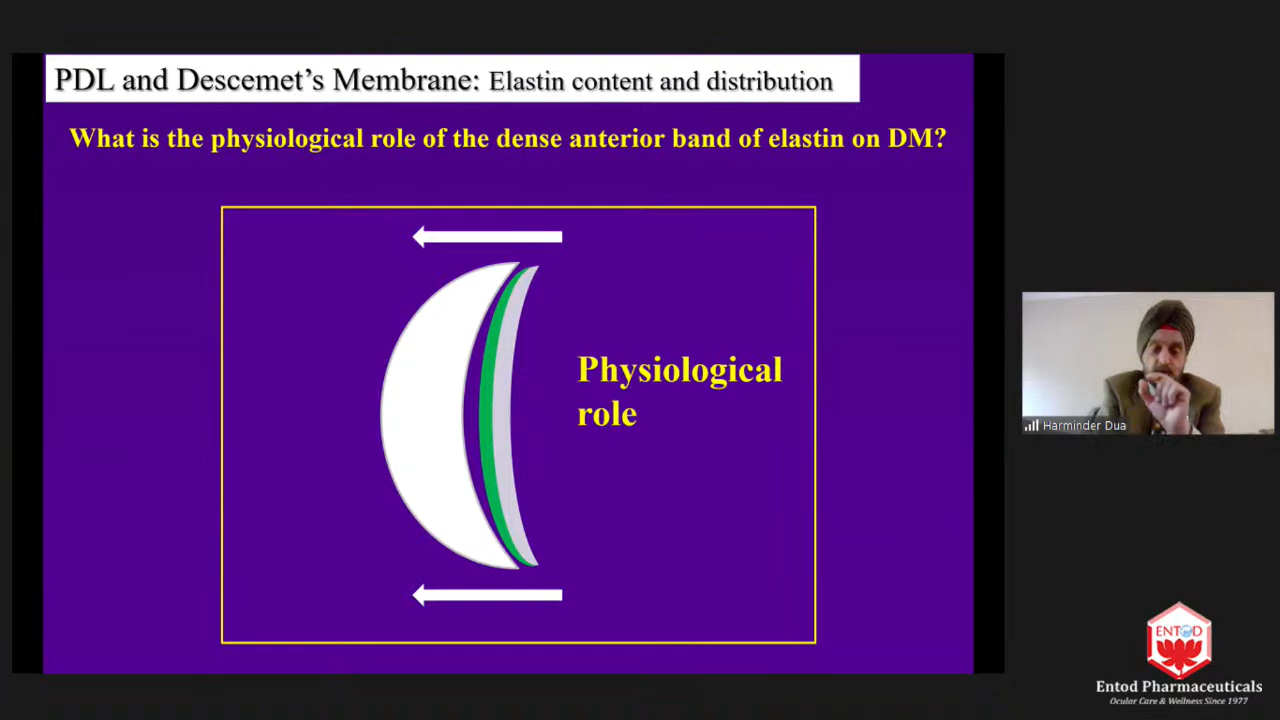 PDL and Descemet’s Membrane: Elastin content and distribution
What is the physiological role of the dense anterior band of elastin on DM?
Physiological
role
Harminder Dua
ENTOD
Entod Pharmaceuticals
Ocular Care & Wellness Since 1977